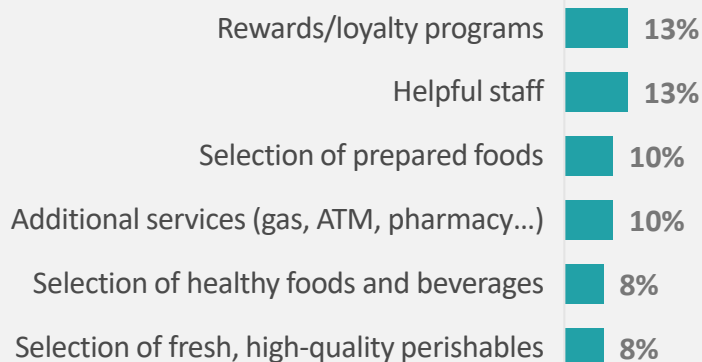 Rewards/loyalty programs 13%
Helpful staff 13%
Selection of prepared foods 10%
Additional services (gas, ATM, pharmacy…) 10%
Selection of healthy foods and beverages 8%
Selection of fresh, high-quality perishables 8%